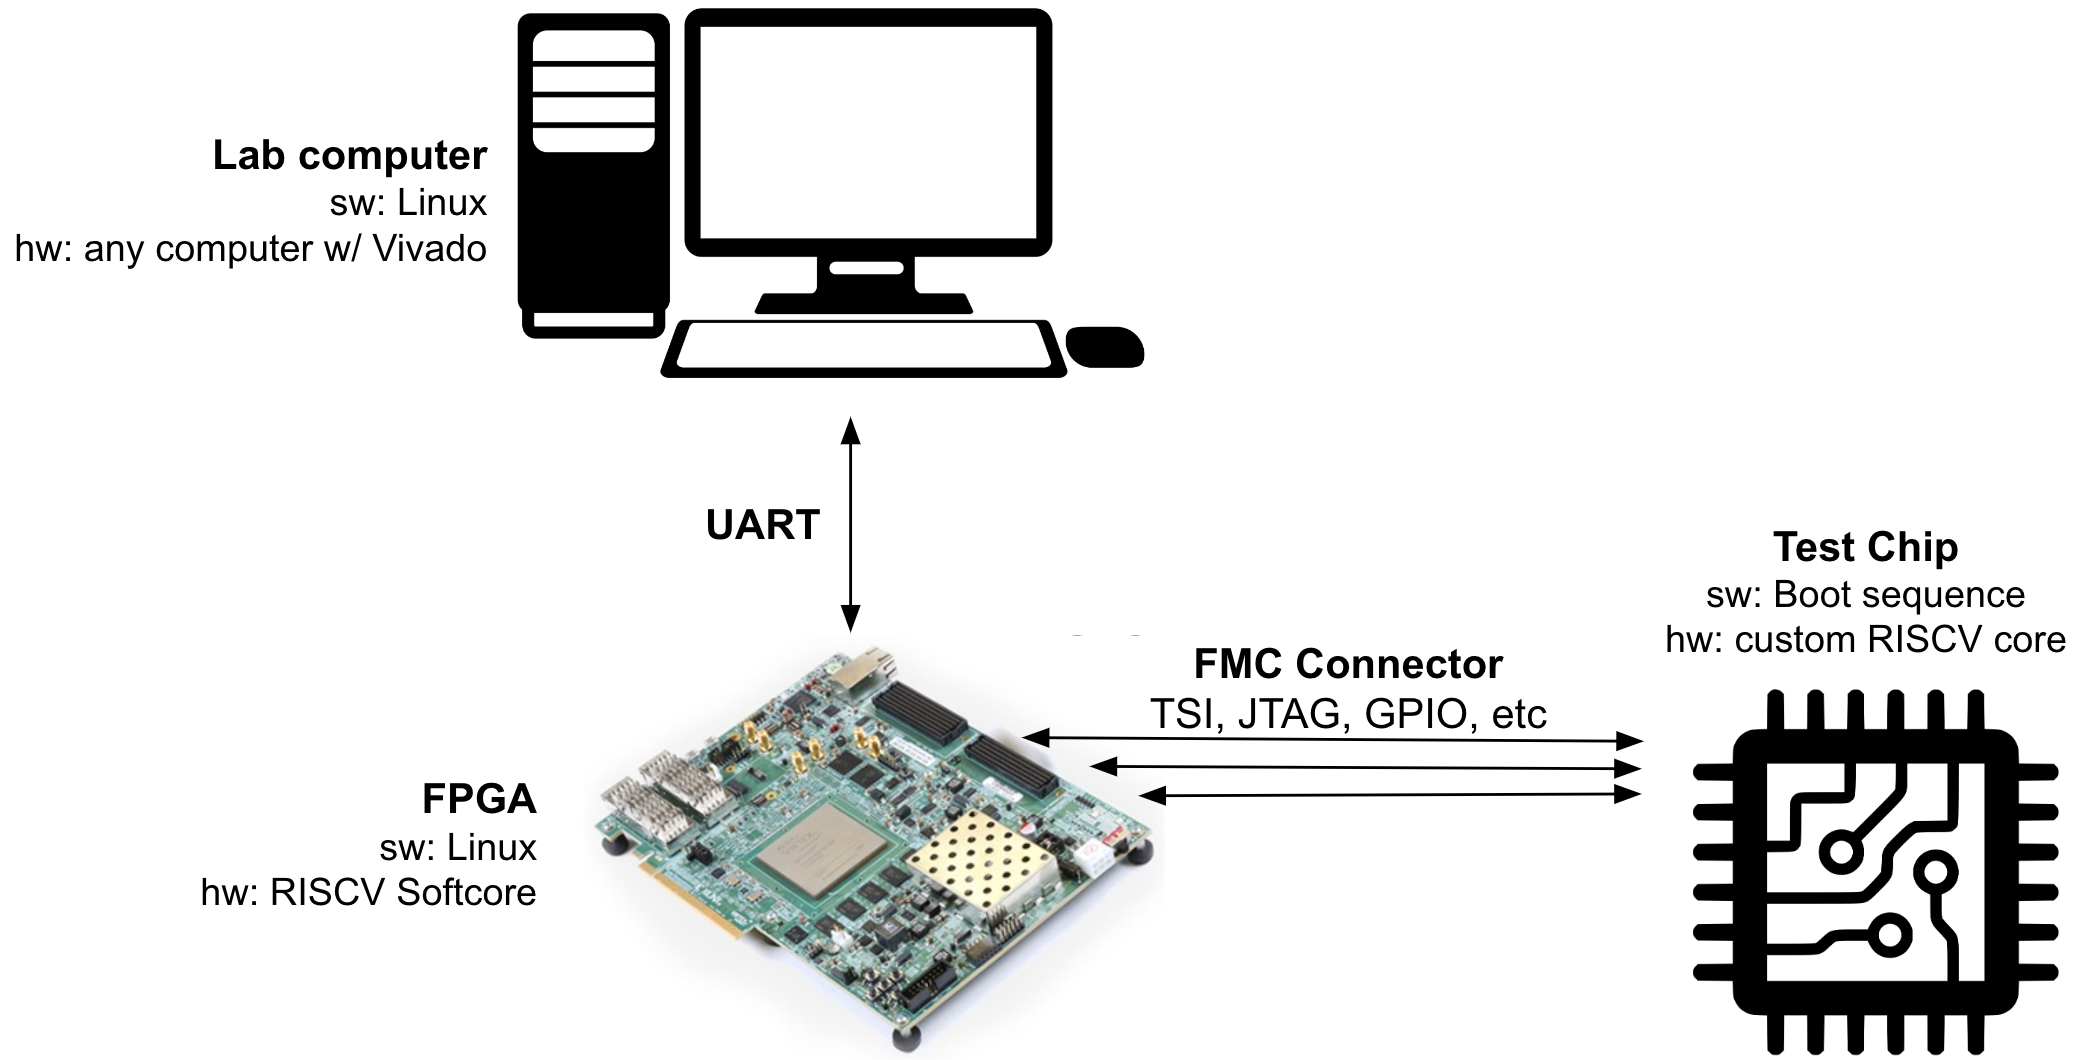 Lab computer
sw: Linux
hw: any computer w/ Vivado
UART
Test Chip
sw: Boot sequence
hw: custom RISCV core
FMC Connector
TSI, JTAG, GPIO, etc
FPGA
sw: Linux
hw: RISCV Softcore